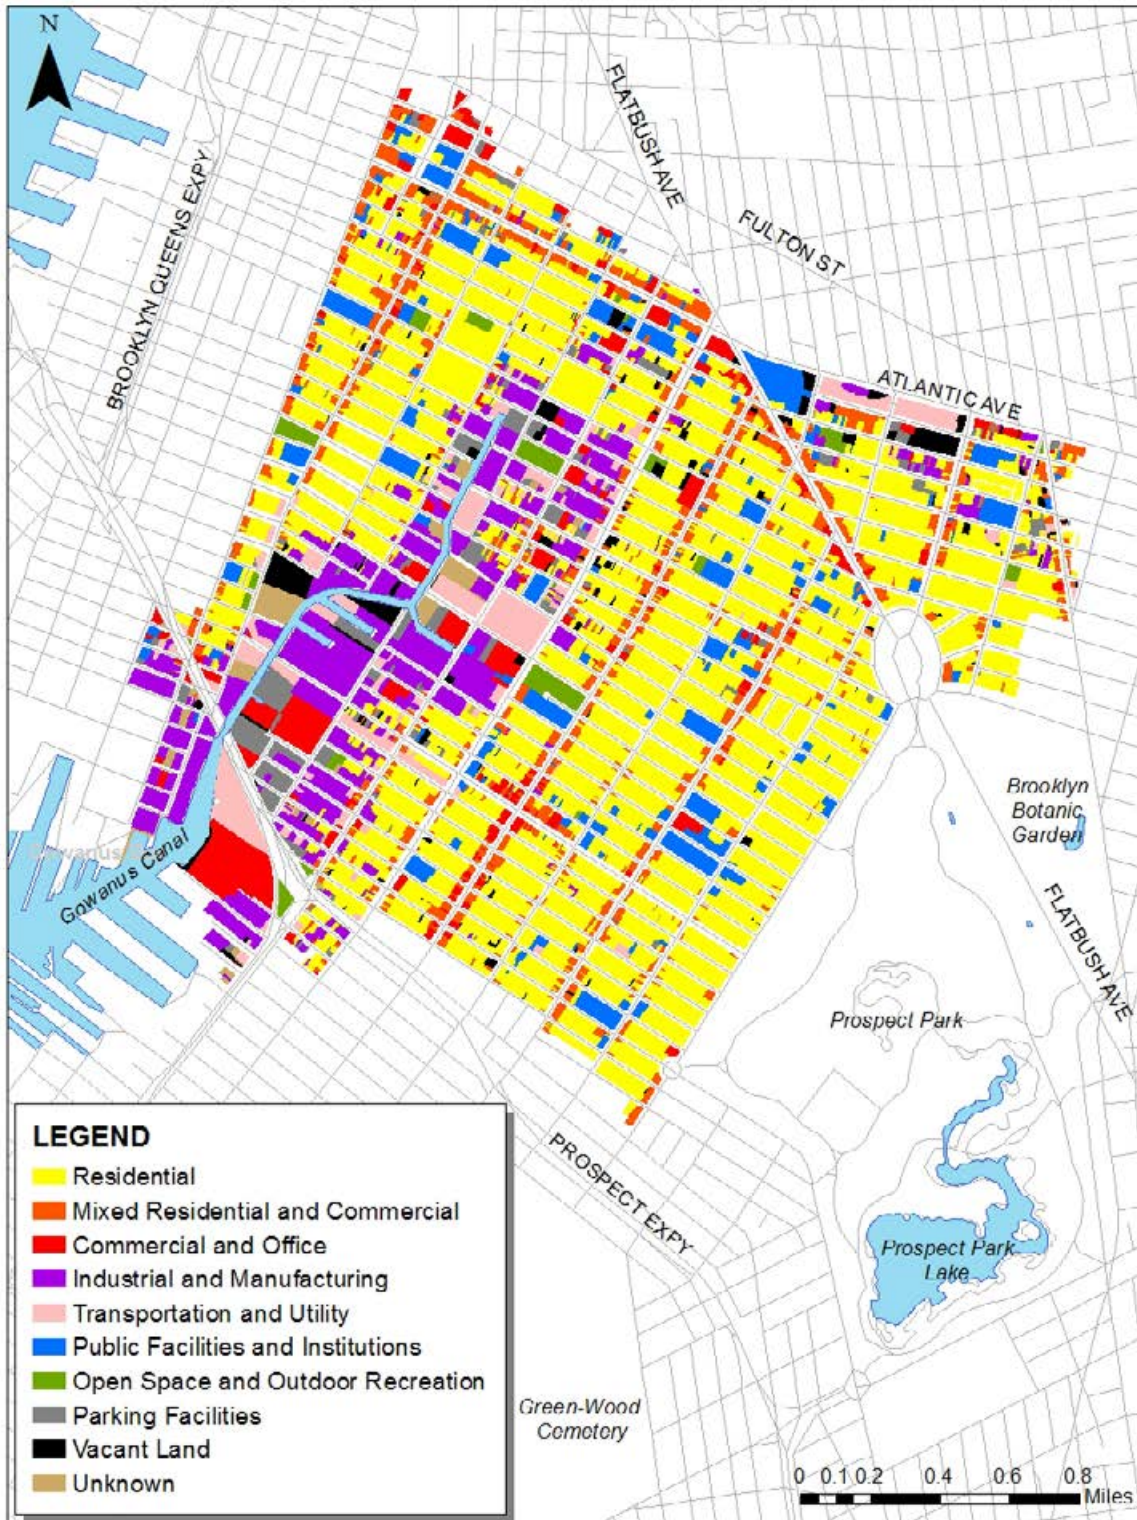 N
FLATBUSH AVE
BROOKLYN QUEENS EXPY
FULTON ST
ATLANTIC AVE
Brooklyn
Botanic
Garden
Gowanus
Gowanus Canal
FLATBUSH AVE
Prospect Park
LEGEND
Residential
Mixed Residential and Commercial
Commercial and Office
Industrial and Manufacturing
Transportation and Utility
Public Facilities and Institutions
Open Space and Outdoor Recreation
Parking Facilities
Vacant Land
Unknown
PROSPECT EXPY
Prospect Park
Lake
Green-Wood
Cemetery
0 0.1 0.2 0.4 0.6 0.8
Miles